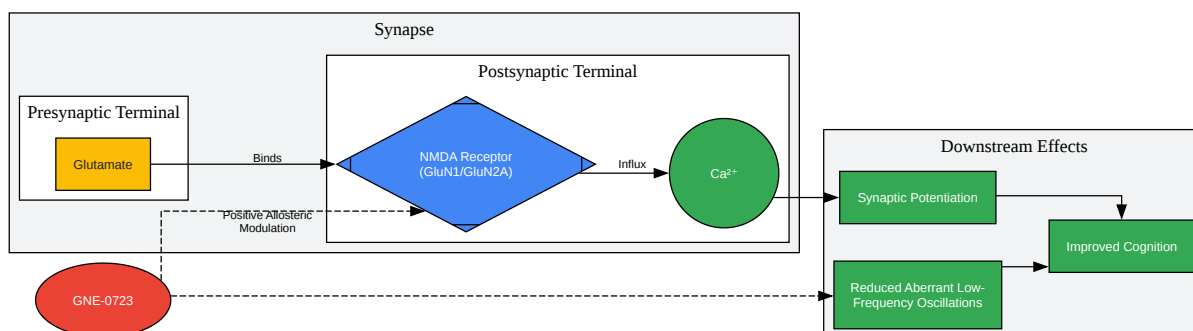 Synapse
Postsynaptic Terminal
Presynaptic Terminal
Glutamate
Binds
NMDA Receptor
(GluN1/GluN2A)
Influx
Ca²⁺
Positive Allosteric
Modulation
GNE-0723
Downstream Effects
Synaptic Potentiation
Improved Cognition
Reduced Aberrant Low-
Frequency Oscillations